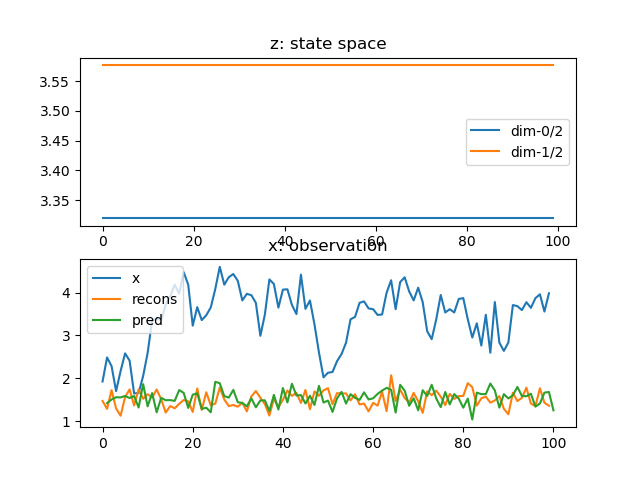 z: state space
3.55
3.50
3.45
3.40
3.35
dim-0/2
dim-1/2
0 20 40 60 80 100
x: observation
4
3
2
1
x
recons
pred
0 20 40 60 80 100